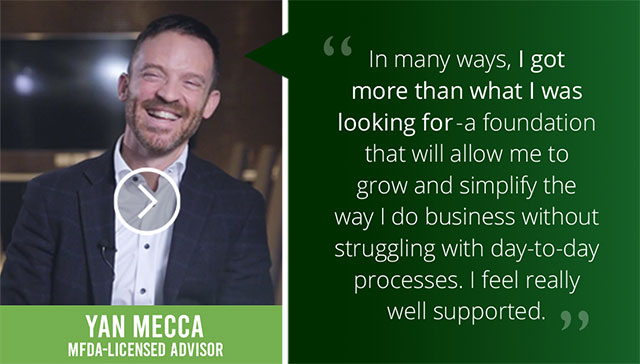 YAN MECCA
MFDA-LICENSED ADVISOR
“ In many ways, I got
more than what I was
looking for-a foundation
that will allow me to
grow and simplify the
way I do business without
struggling with day-to-day
processes. I feel really
well supported. ”